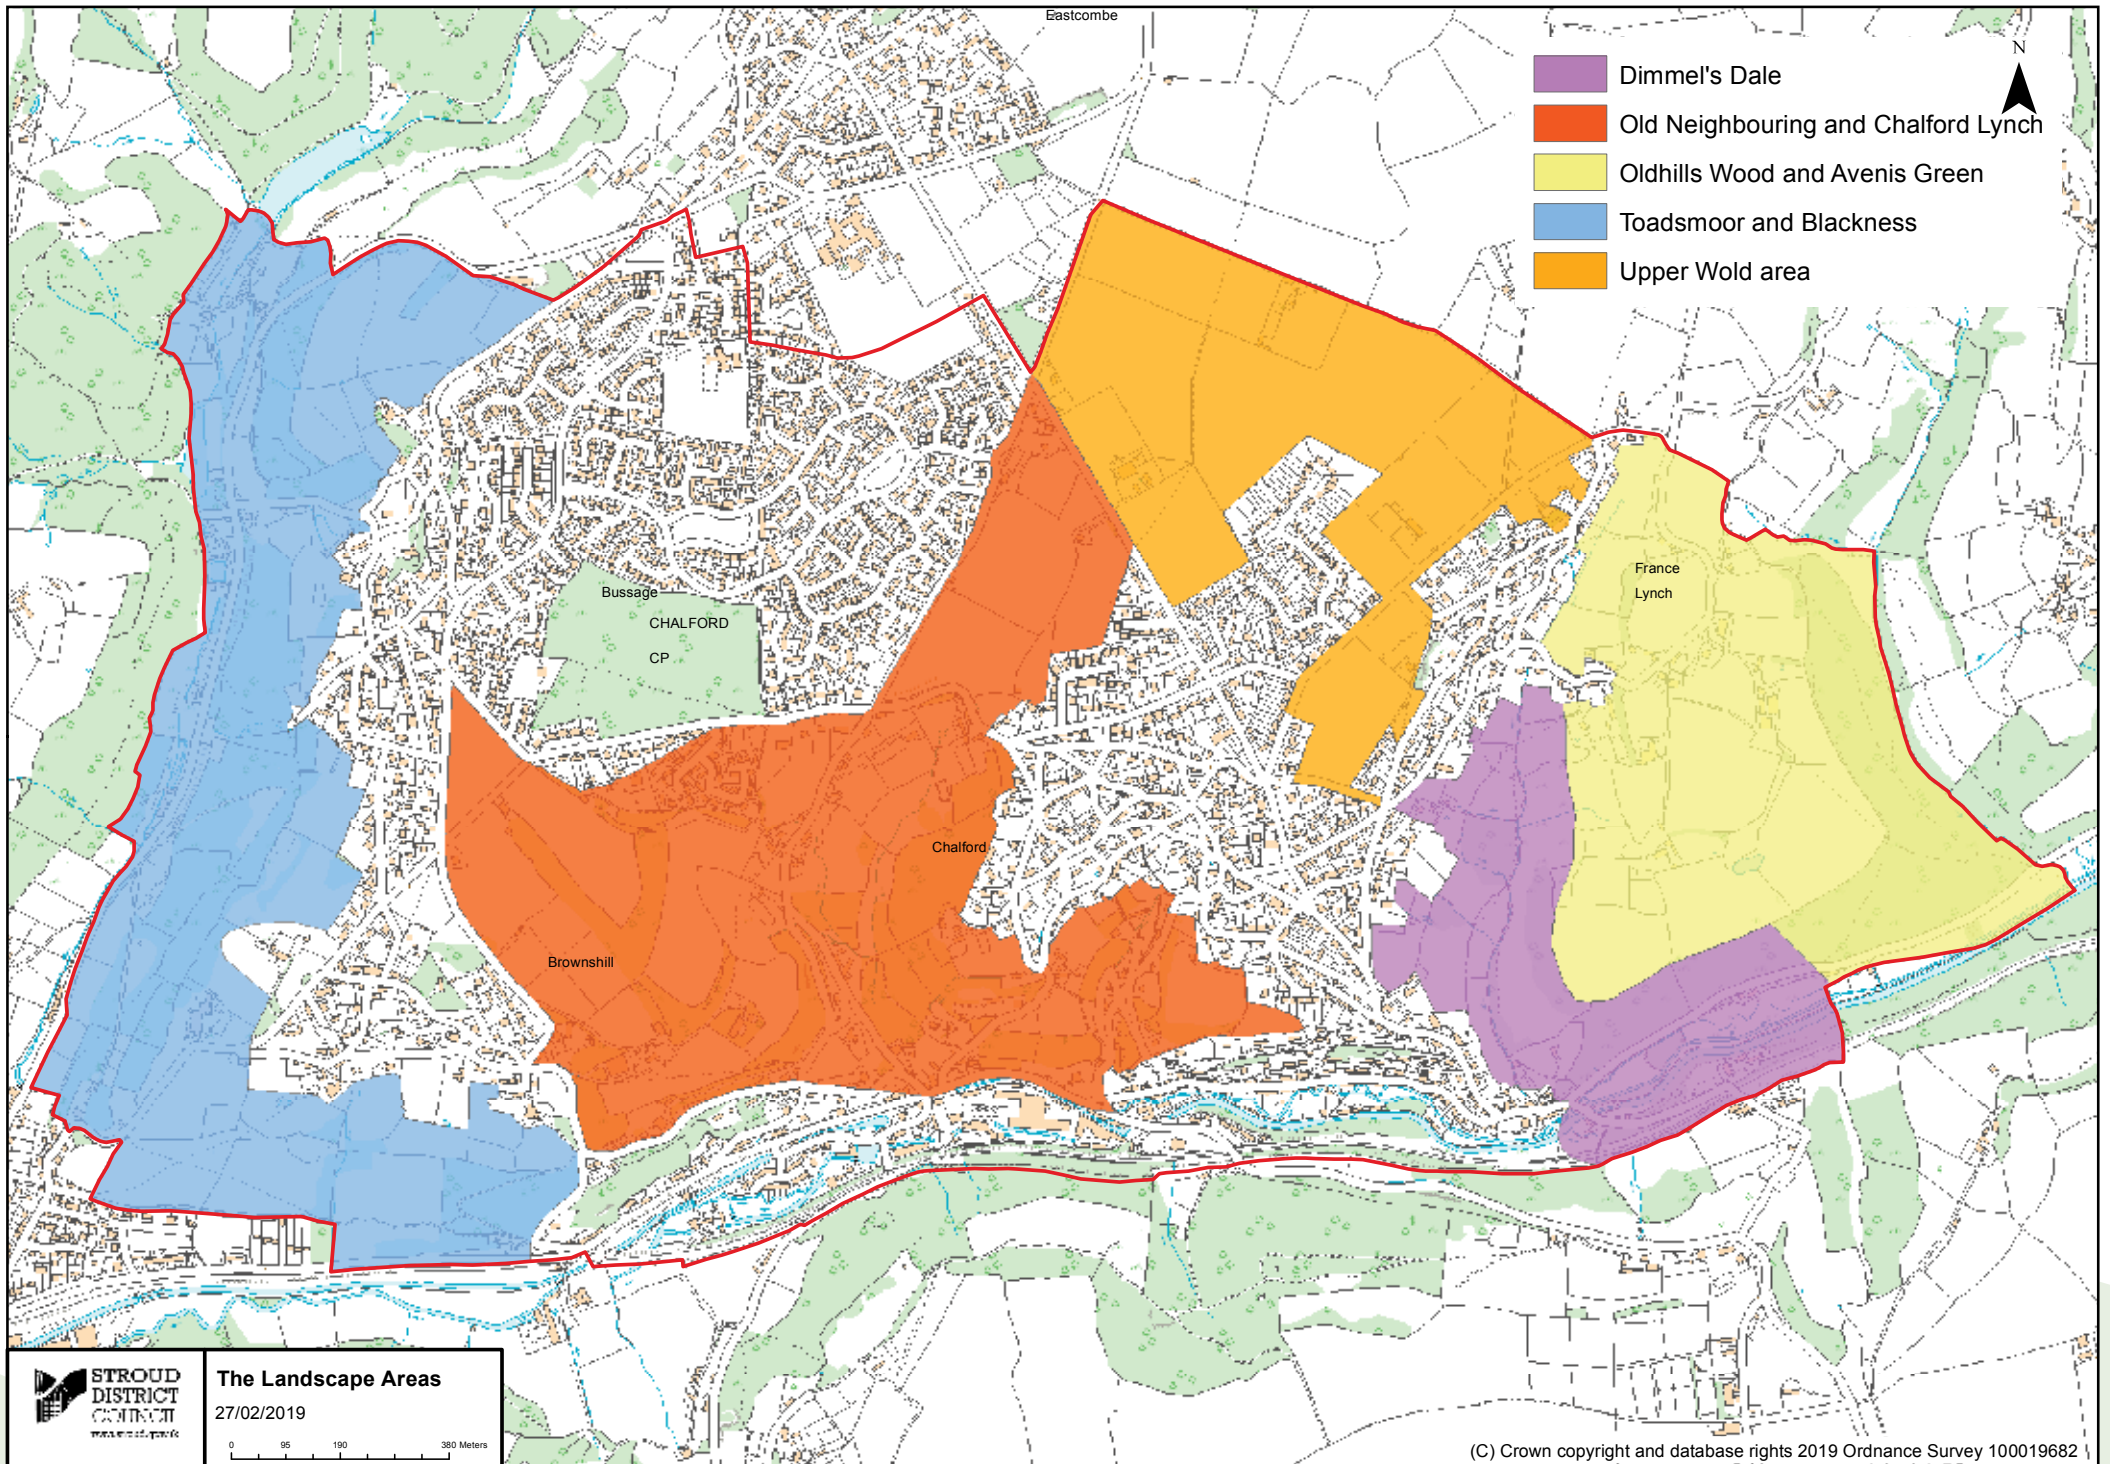 Eastcombe
N
Dimmel's Dale
Old Neighbouring and Chalford Lynch
Oldhills Wood and Avenis Green
Toadsmoor and Blackness
Upper Wold area
France
Lynch
Bussage
CHALFORD
CP
Chalford
Brownshill
STROUD
DISTRICT
COUNCIL
The Landscape Areas
27/02/2019
0 95 190 380 Meters
(C) Crown copyright and database rights 2019 Ordnance Survey 100019682